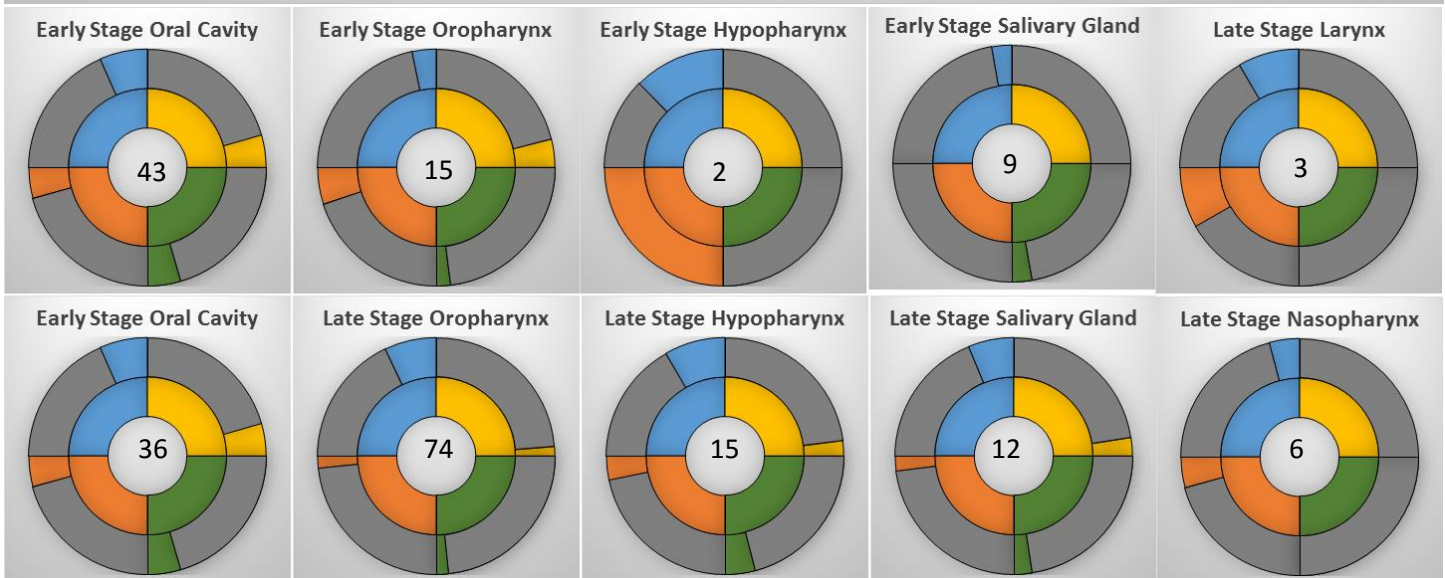 Early Stage Oral Cavity
43
Early Stage Oropharynx
15
Early Stage Hypopharynx
2
Early Stage Salivary Gland
9
Late Stage Larynx
3
Early Stage Oral Cavity
36
Late Stage Oropharynx
74
Late Stage Hypopharynx
15
Late Stage Salivary Gland
12
Late Stage Nasopharynx
6